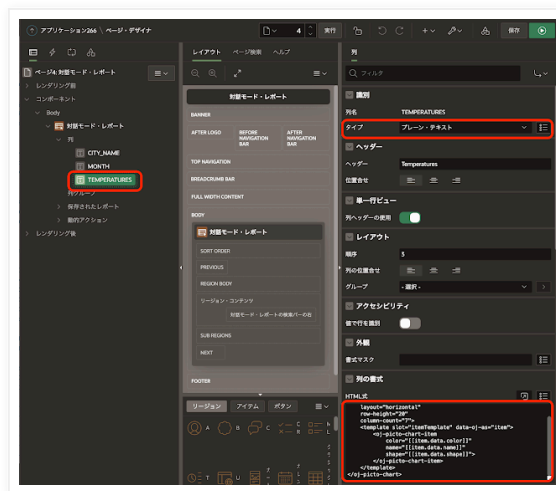 アプリケーション266 \ ページ・デザイナ
4
実行
保存
ページ4: 対話モード・レポート
レンダリング前
コンポーネント
Body
対話モード・レポート
列
CITY_NAME
MONTH
TEMPERATURES
列グループ
保存されたレポート
動的アクション
レンダリング後
レイアウト ページ検索 ヘルプ
対話モード・レポート
BANNER
AFTER LOGO
BEFORE NAVIGATION BAR
AFTER NAVIGATION BAR
TOP NAVIGATION
BREADCRUMB BAR
FULL WIDTH CONTENT
BODY
対話モード・レポート
SORT ORDER
PREVIOUS
REGION BODY
リージョン・コンテンツ
対話モード・レポートの検索バーの右
SUB REGIONS
NEXT
FOOTER
リージョン アイテム ボタン
列
フィルタ
識別
列名 TEMPERATURES
タイプ プレーン・テキスト
ヘッダー
ヘッダー Temperatures
位置合せ
単一行ビュー
列ヘッダーの使用
レイアウト
順序 3
列の位置合せ
グループ - 選択 -
アクセシビリティ
値で行を識別
外観
書式マスク
列の書式
HTML式
layout="horizontal"
row-height="20"
column-count="7">
<template slot="itemTemplate" data-oj-as="item">
<oj-picto-chart-item
color="[[item.data.color]]"
name="[[item.data.name]]"
shape="[[item.data.shape]]">
</oj-picto-chart-item>
</template>
</oj-picto-chart>